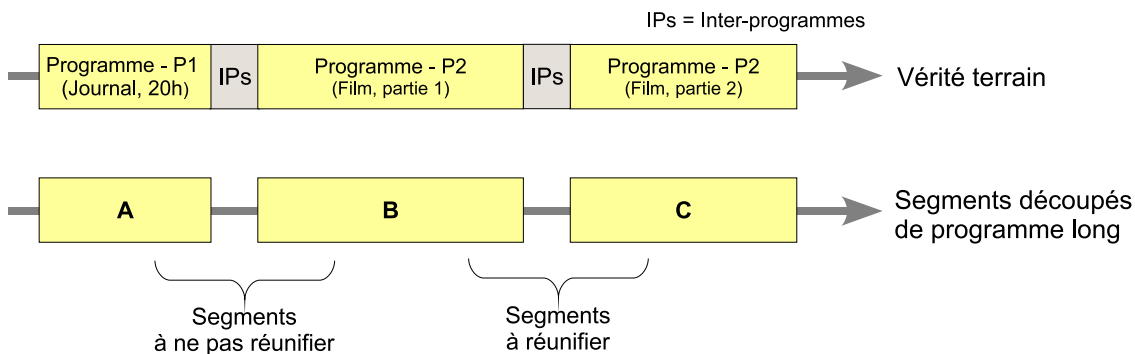 IPs = Inter-programmes
Programme - P1
(Journal, 20h)
IPs
Programme - P2
(Film, partie 1)
IPs
Programme - P2
(Film, partie 2)
Vérité terrain
A
B
C
Segments découpés
de programme long
Segments
à ne pas réunifier
Segments
à réunifier